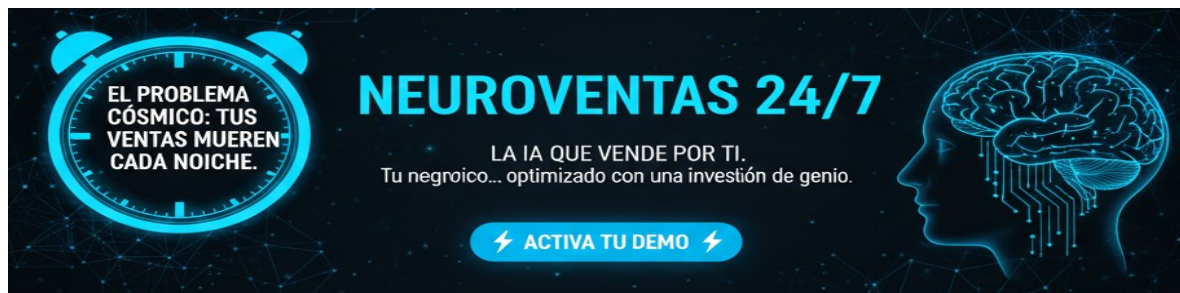 EL PROBLEMA
CÓSMICO: TUS
VENTAS MUEREN
CADA NOICHE.
NEUROVENTAS 24/7
LA IA QUE VENDE POR TI.
Tu negroico... optimizado con una investión de genio.
ACTIVA TU DEMO